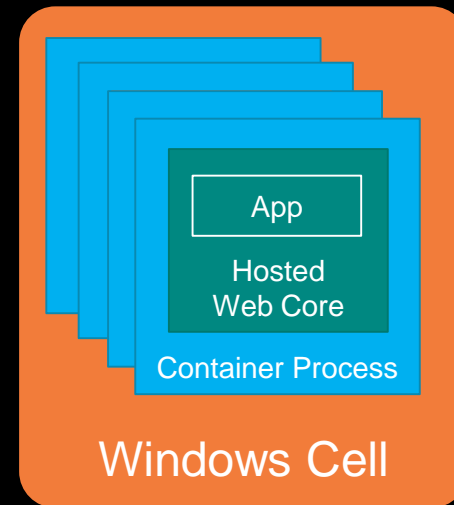 App
Hosted
Web Core
Container Process
Windows Cell